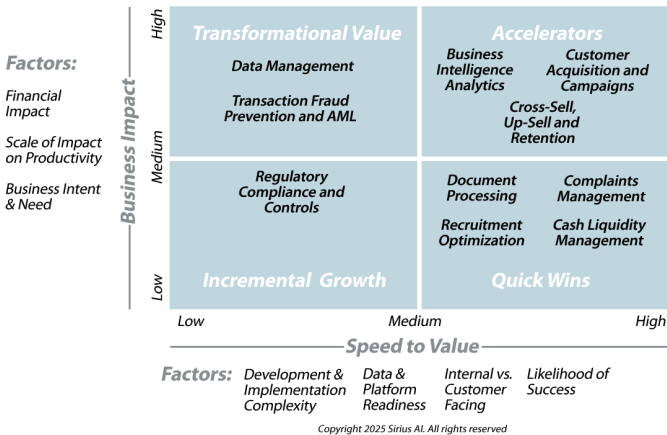 Factors:
Financial
Impact
Scale of Impact
on Productivity
Business Intent
& Need
Business Impact
High
Medium
Low
Transformational Value
Data Management
Transaction Fraud
Prevention and AML
Accelerators
Business
Intelligence
Analytics
Customer
Acquisition and
Campaigns
Cross-Sell,
Up-Sell and
Retention
Regulatory
Compliance and
Controls
Incremental Growth
Document
Processing
Complaints
Management
Recruitment
Optimization
Cash Liquidity
Management
Quick Wins
Low
Medium
High
Speed to Value
Factors:
Development &
Implementation
Complexity
Data &
Platform
Readiness
Internal vs.
Customer
Facing
Likelihood of
Success
Copyright 2025 Sirius AI. All rights reserved